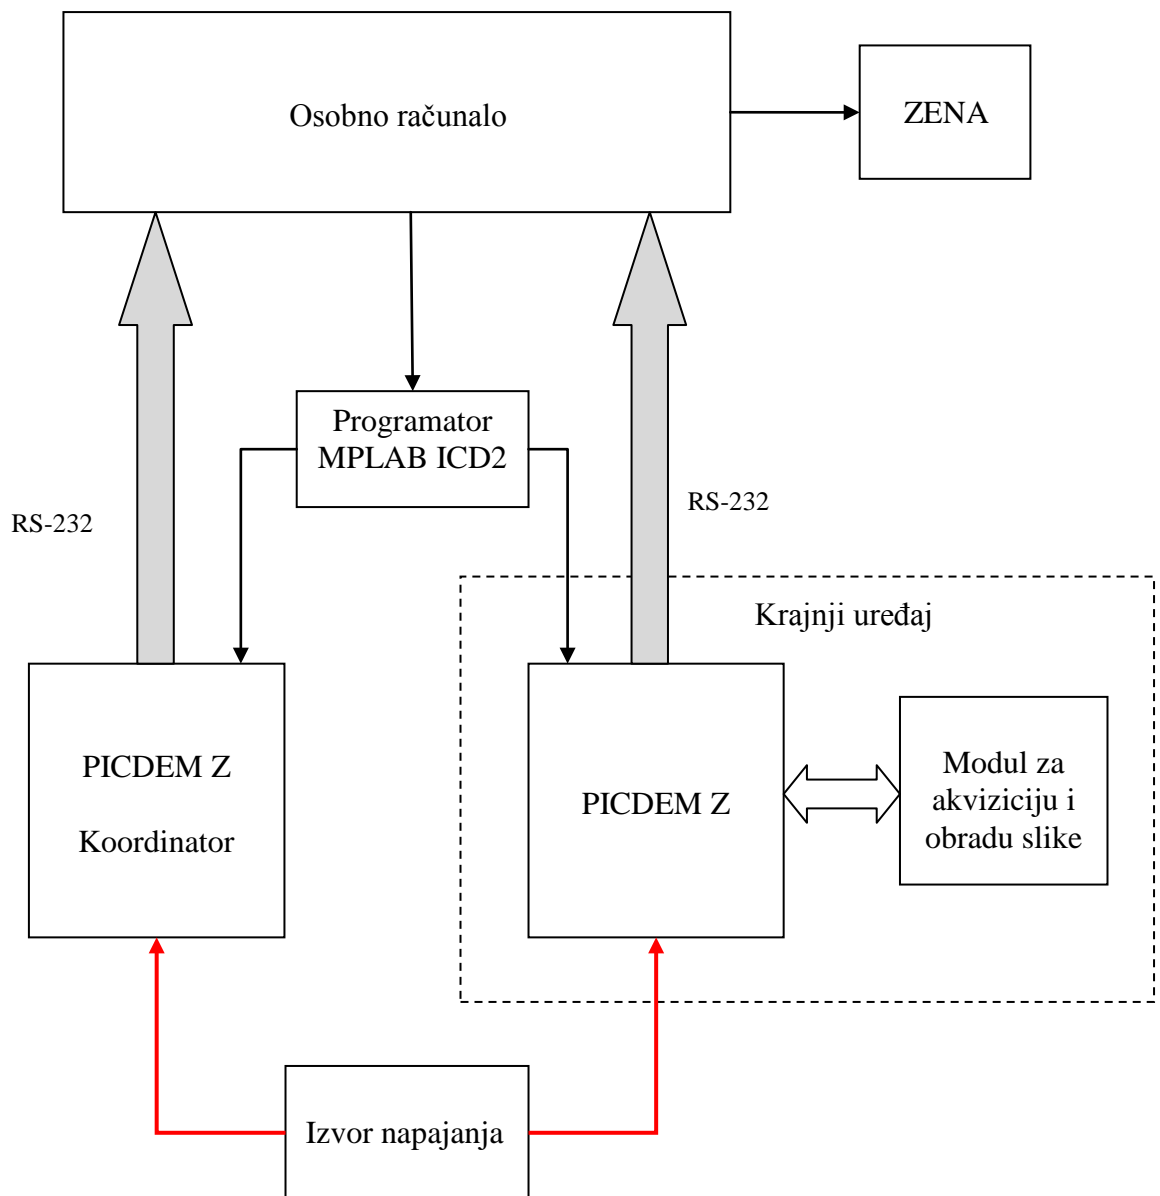 Osobno računalo
ZENA
Programator
MPLAB ICD2
RS-232
RS-232
Krajnji uređaj
PICDEM Z
Koordinator
PICDEM Z
Modul za
akviziciju i
obradu slike
Izvor napajanja